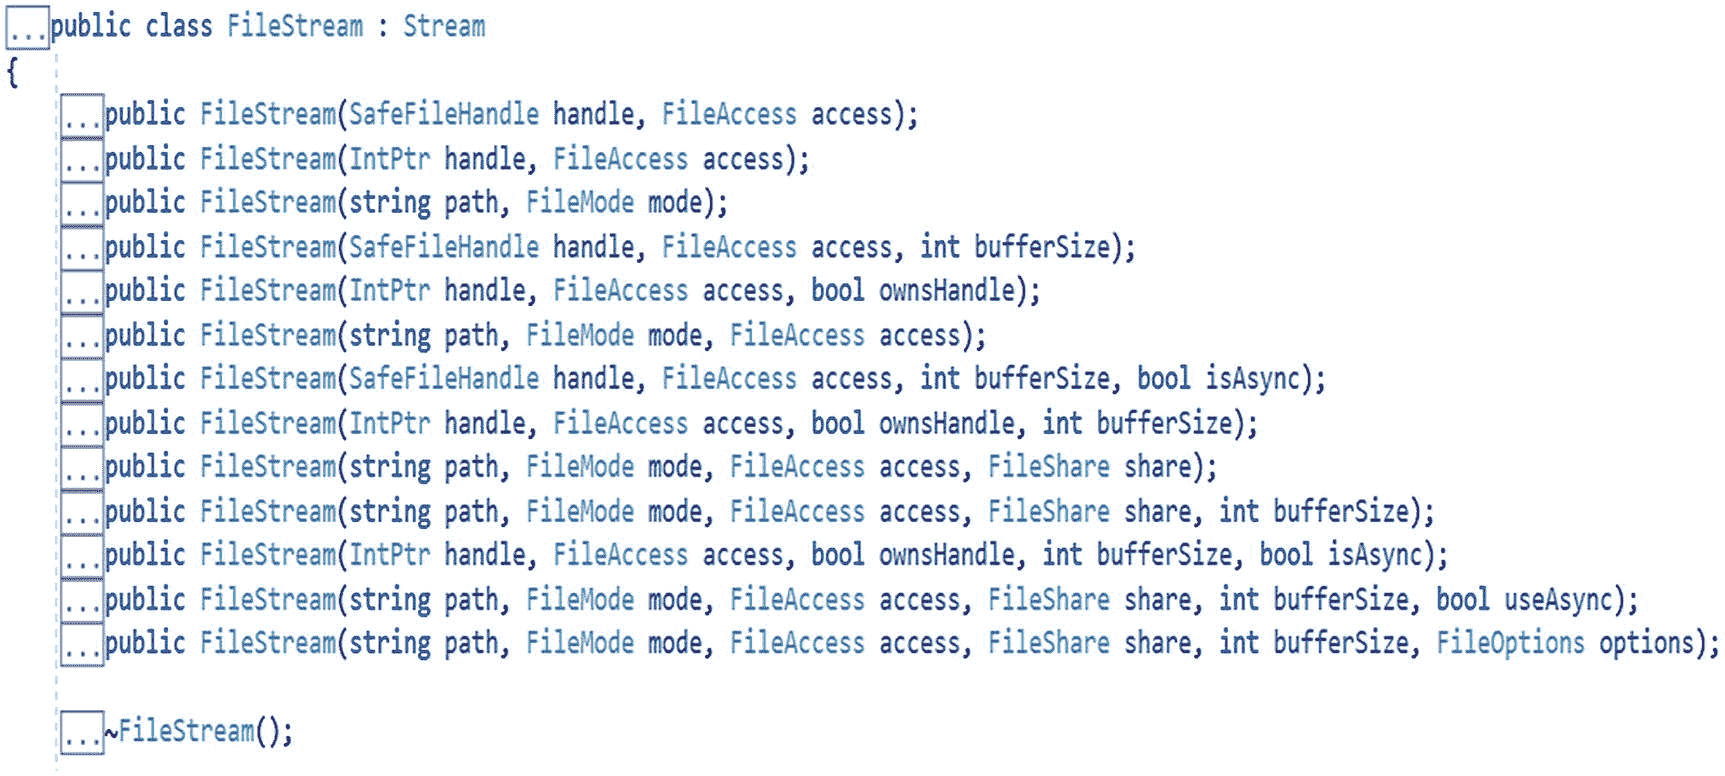 ...public class FileStream : Stream
{
...public FileStream(SafeFileHandle handle, FileAccess access);
...public FileStream(IntPtr handle, FileAccess access);
...public FileStream(string path, FileMode mode);
...public FileStream(SafeFileHandle handle, FileAccess access, int bufferSize);
...public FileStream(IntPtr handle, FileAccess access, bool ownsHandle);
...public FileStream(string path, FileMode mode, FileAccess access);
...public FileStream(SafeFileHandle handle, FileAccess access, int bufferSize, bool isAsync);
...public FileStream(IntPtr handle, FileAccess access, bool ownsHandle, int bufferSize);
...public FileStream(string path, FileMode mode, FileAccess access, FileShare share);
...public FileStream(string path, FileMode mode, FileAccess access, FileShare share, int bufferSize);
...public FileStream(IntPtr handle, FileAccess access, bool ownsHandle, int bufferSize, bool isAsync);
...public FileStream(string path, FileMode mode, FileAccess access, FileShare share, int bufferSize, bool useAsync);
...public FileStream(string path, FileMode mode, FileAccess access, FileShare share, int bufferSize, FileOptions options);
...~FileStream();